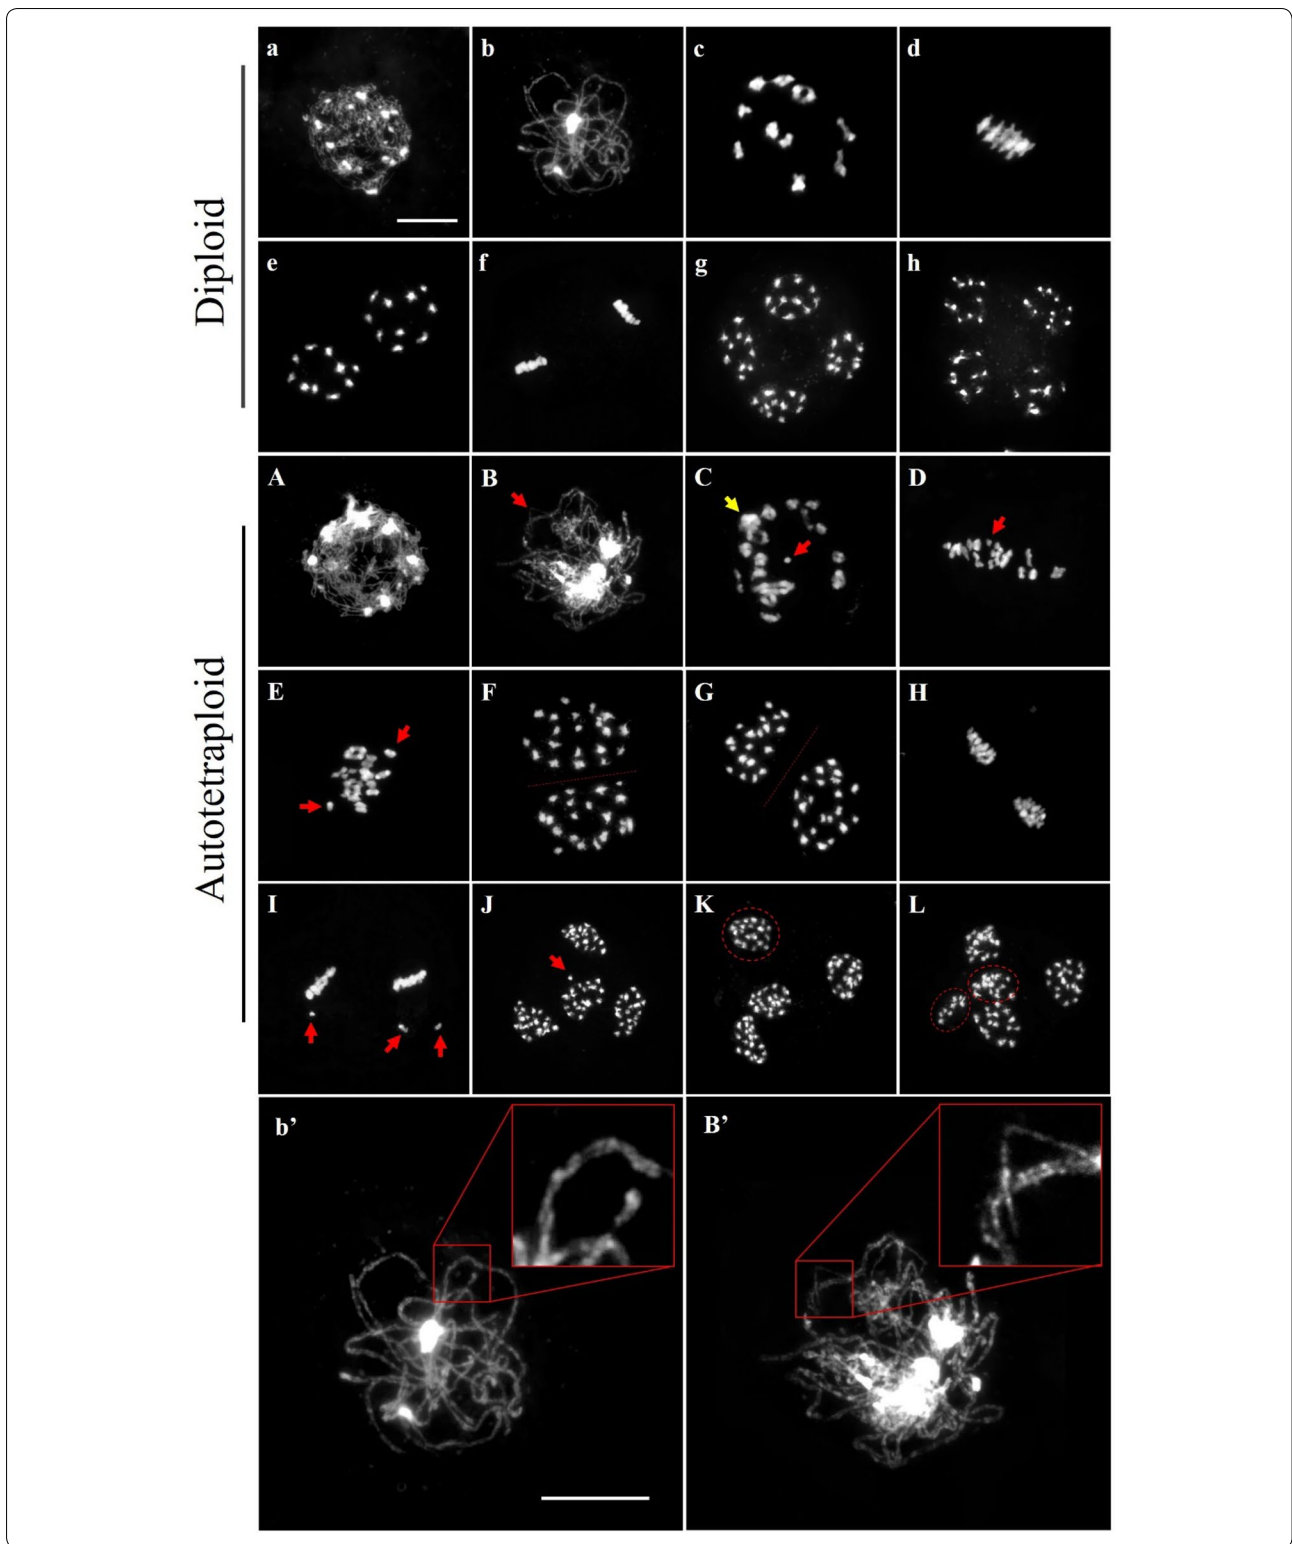 a b c d
Diploid
e f g h
A B C D
Autotetraploid
E F G H
I J K L
b’ B’